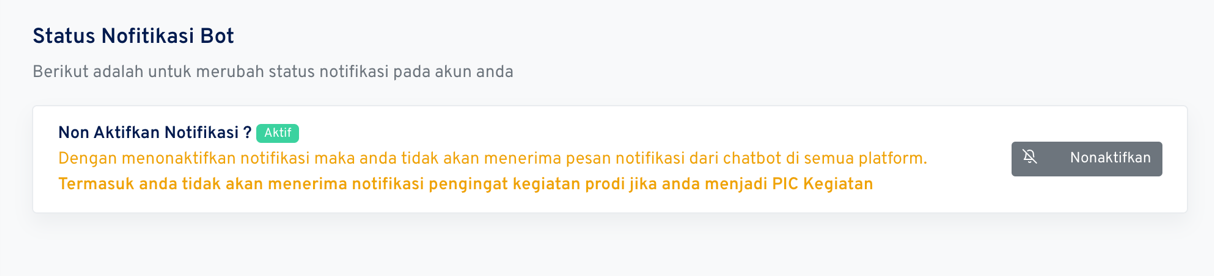 Status Nofitikasi Bot
Berikut adalah untuk merubah status notifikasi pada akun anda
Non Aktifkan Notifikasi ? Aktif
Dengan menonaktifkan notifikasi maka anda tidak akan menerima pesan notifikasi dari chatbot di semua platform.
Termasuk anda tidak akan menerima notifikasi pengingat kegiatan prodi jika anda menjadi PIC Kegiatan
Nonaktifkan